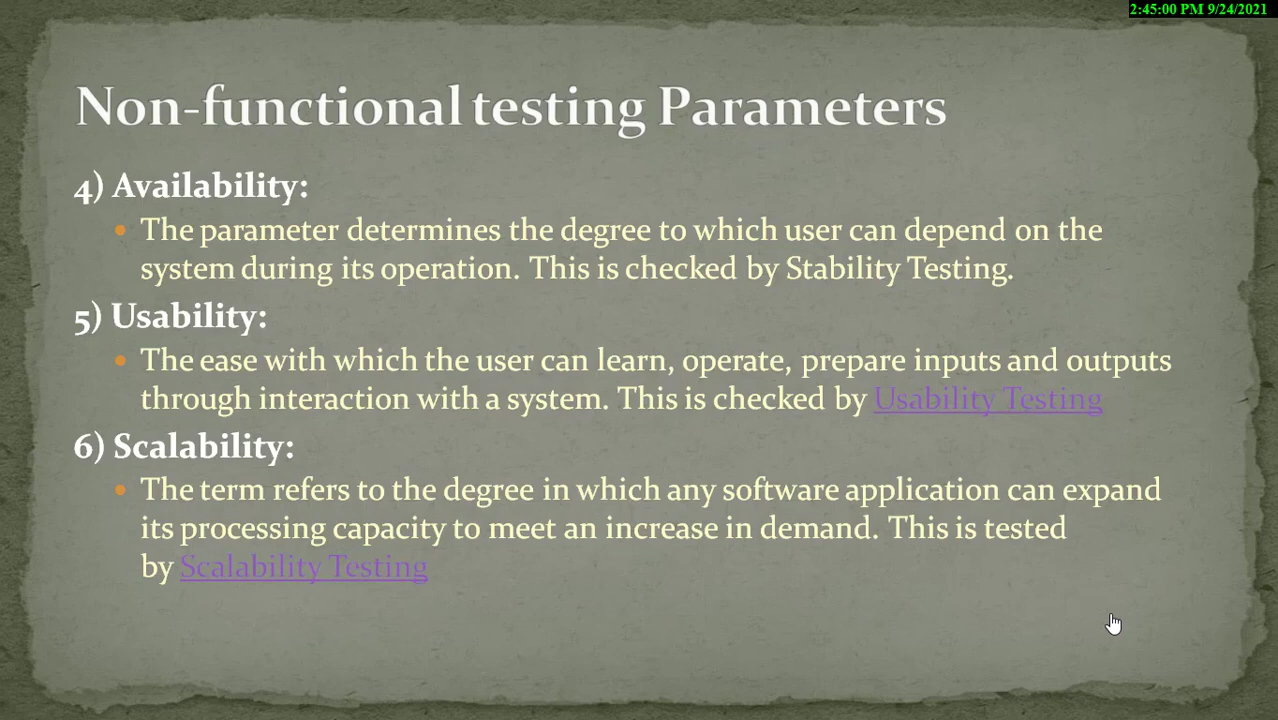 2:45:00 PM 9/24/2021
Non-functional testing Parameters
4) Availability:
• The parameter determines the degree to which user can depend on the
system during its operation. This is checked by Stability Testing.
5) Usability:
• The ease with which the user can learn, operate, prepare inputs and outputs
through interaction with a system. This is checked by Usability Testing
6) Scalability:
• The term refers to the degree in which any software application can expand
its processing capacity to meet an increase in demand. This is tested
by Scalability Testing